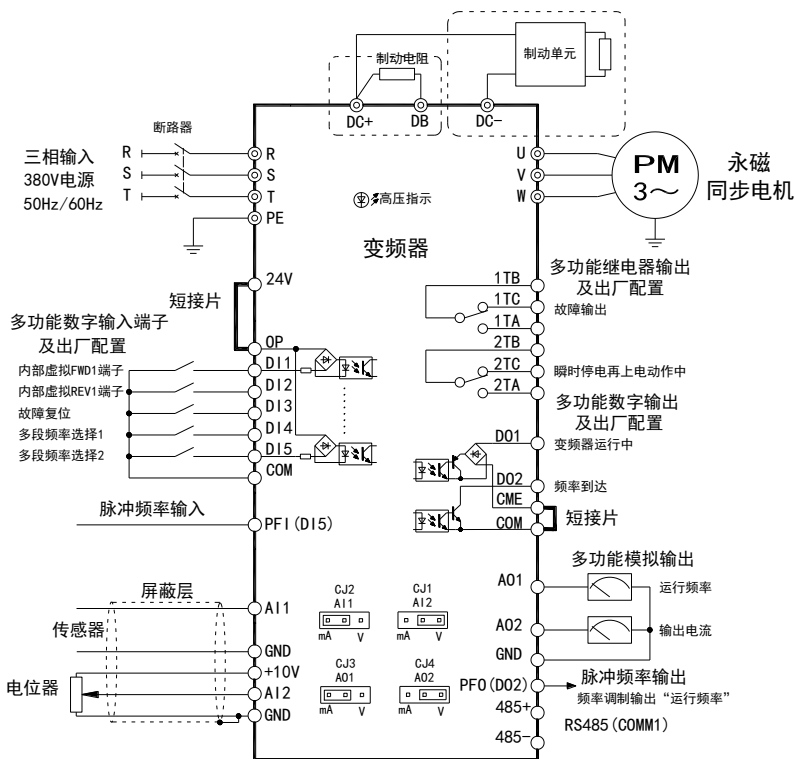 制动电阻
制动单元
DC+
DB
DC-
断路器
三相输入
380V电源
50Hz/60Hz
R
S
T
R
S
T
PE
高压指示
变频器
U
V
W
PM
3～
永磁
同步电机
24V
短接片
OP
多功能数字输入端子
及出厂配置
内部虚拟FWD1端子
内部虚拟REV1端子
故障复位
多段频率选择1
多段频率选择2
DI1
DI2
DI3
DI4
DI5
COM
脉冲频率输入
PFI(DI5)
屏蔽层
传感器
电位器
AI1
GND
+10V
AI2
GND
多功能继电器输出
及出厂配置
1TB
1TC
1TA
故障输出
2TB
2TC
2TA
瞬时停电再上电动作中
多功能数字输出
及出厂配置
DO1
变频器运行中
DO2
频率到达
CME
COM
短接片
多功能模拟输出
AO1
运行频率
AO2
输出电流
GND
CJ2
AI1
mA V
CJ1
AI2
mA V
CJ3
AO1
mA V
CJ4
AO2
mA V
PFO(DO2)
脉冲频率输出
频率调制输出“运行频率”
485+
485-
RS485(COMM1)